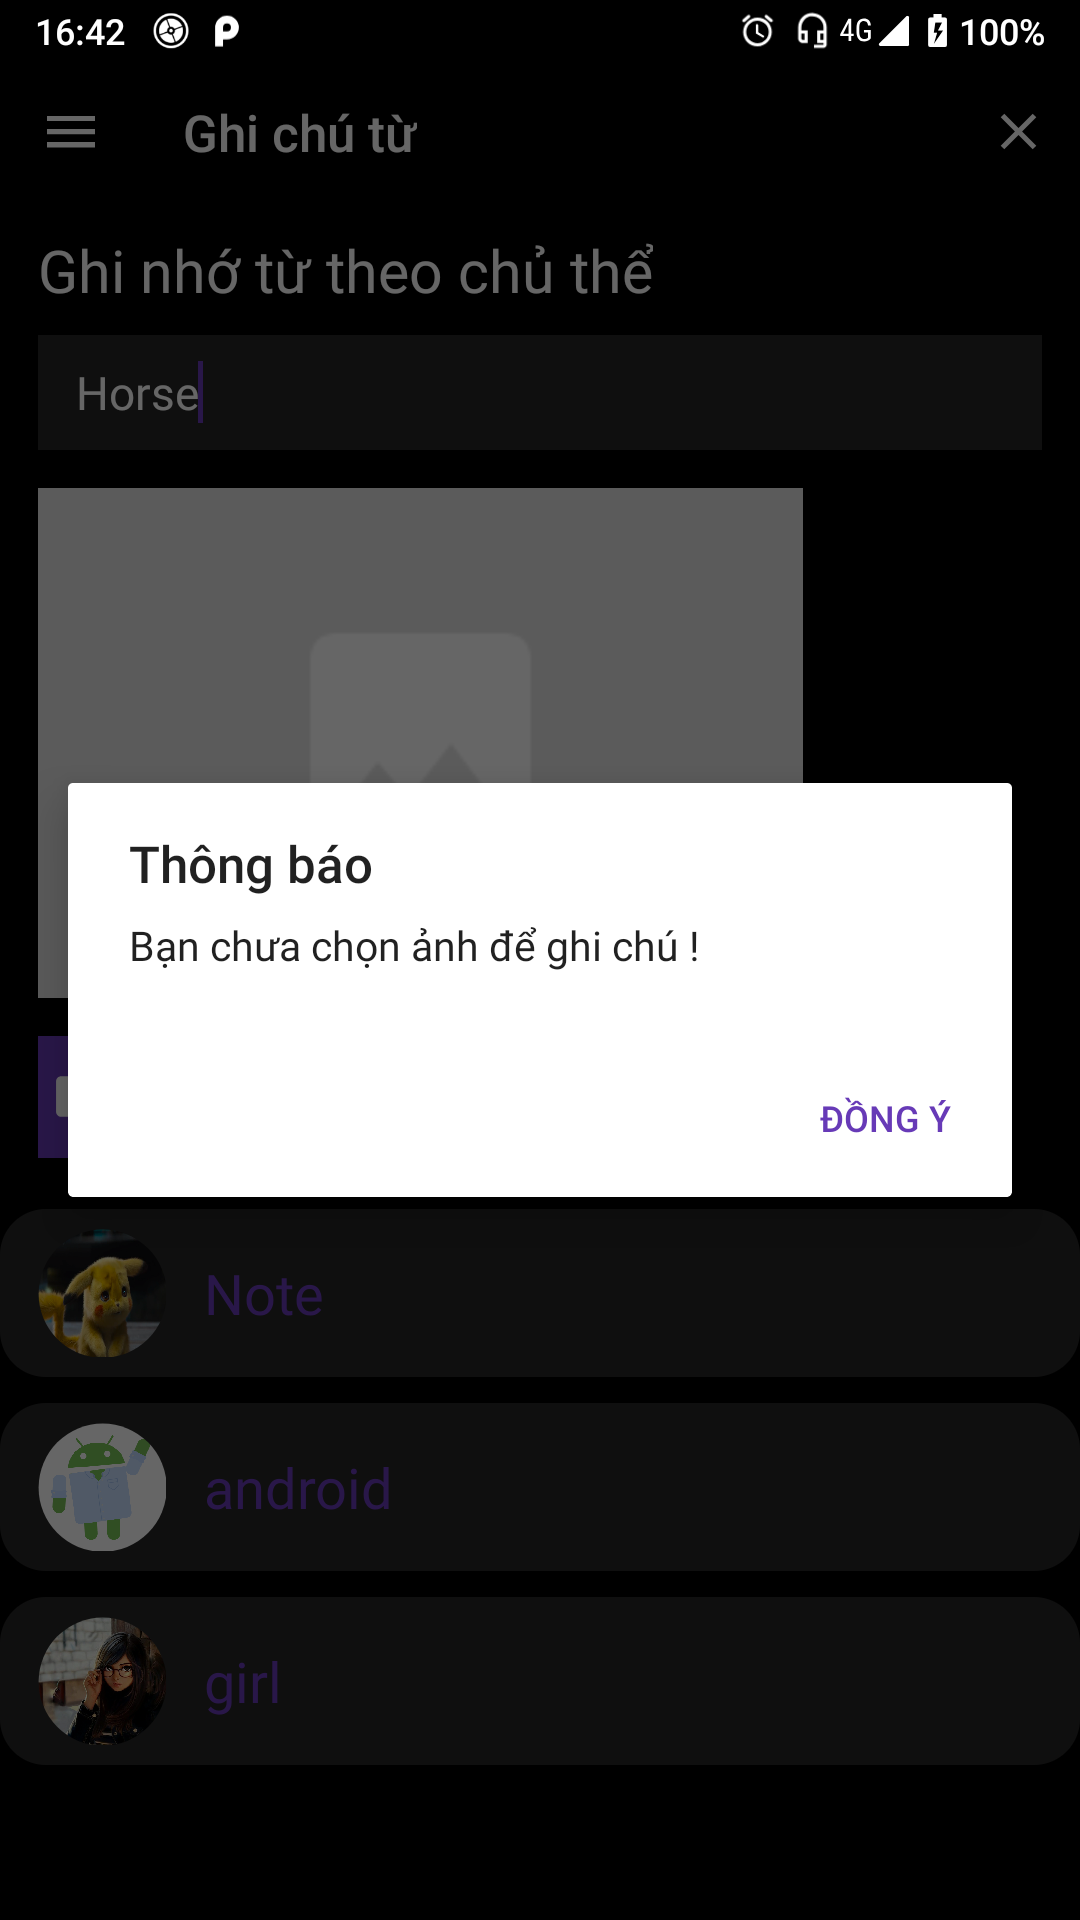 16:42
4G 100%
Ghi chú từ
Ghi nhớ từ theo chủ thể
Horse
Thông báo
Bạn chưa chọn ảnh để ghi chú !
ĐỒNG Ý
Note
android
girl